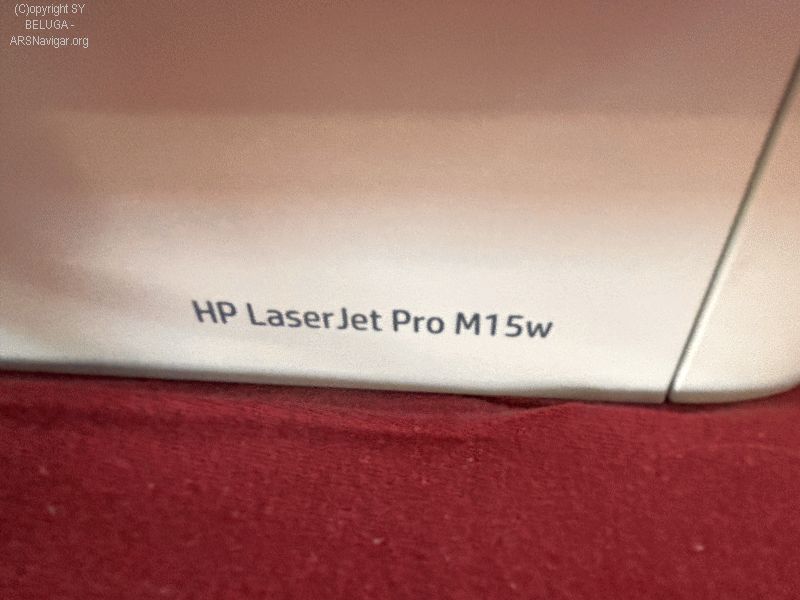 (C)opyright SY
BELUGA -
ARSNavigar.org
HP LaserJet Pro M15w